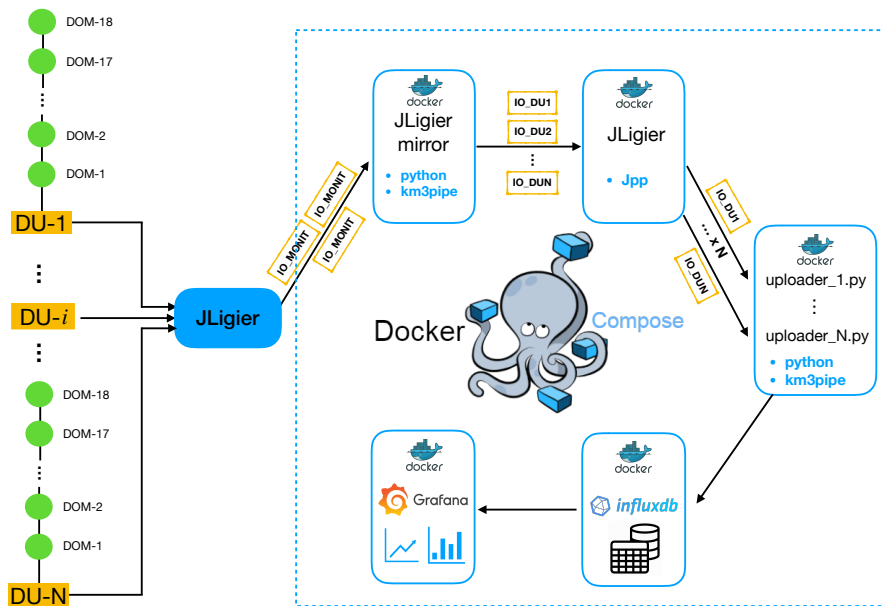 DOM-18
DOM-17
DOM-2
DOM-1
DU-1
DU-i
DOM-18
DOM-17
DOM-2
DOM-1
DU-N
JLigier
IO_MONIT
IO_MONIT
IO_MONIT
IO_MONIT
docker
JLigier
mirror
• python
• km3pipe
IO_DU1
IO_DU2
⋮
IO_DUN
docker
JLigier
• Jpp
IO_DU1
... x N
IO_DUN
docker
uploader_1.py
⋮
uploader_N.py
• python
• km3pipe
Docker
Compose
docker
influxdb
docker
Grafana